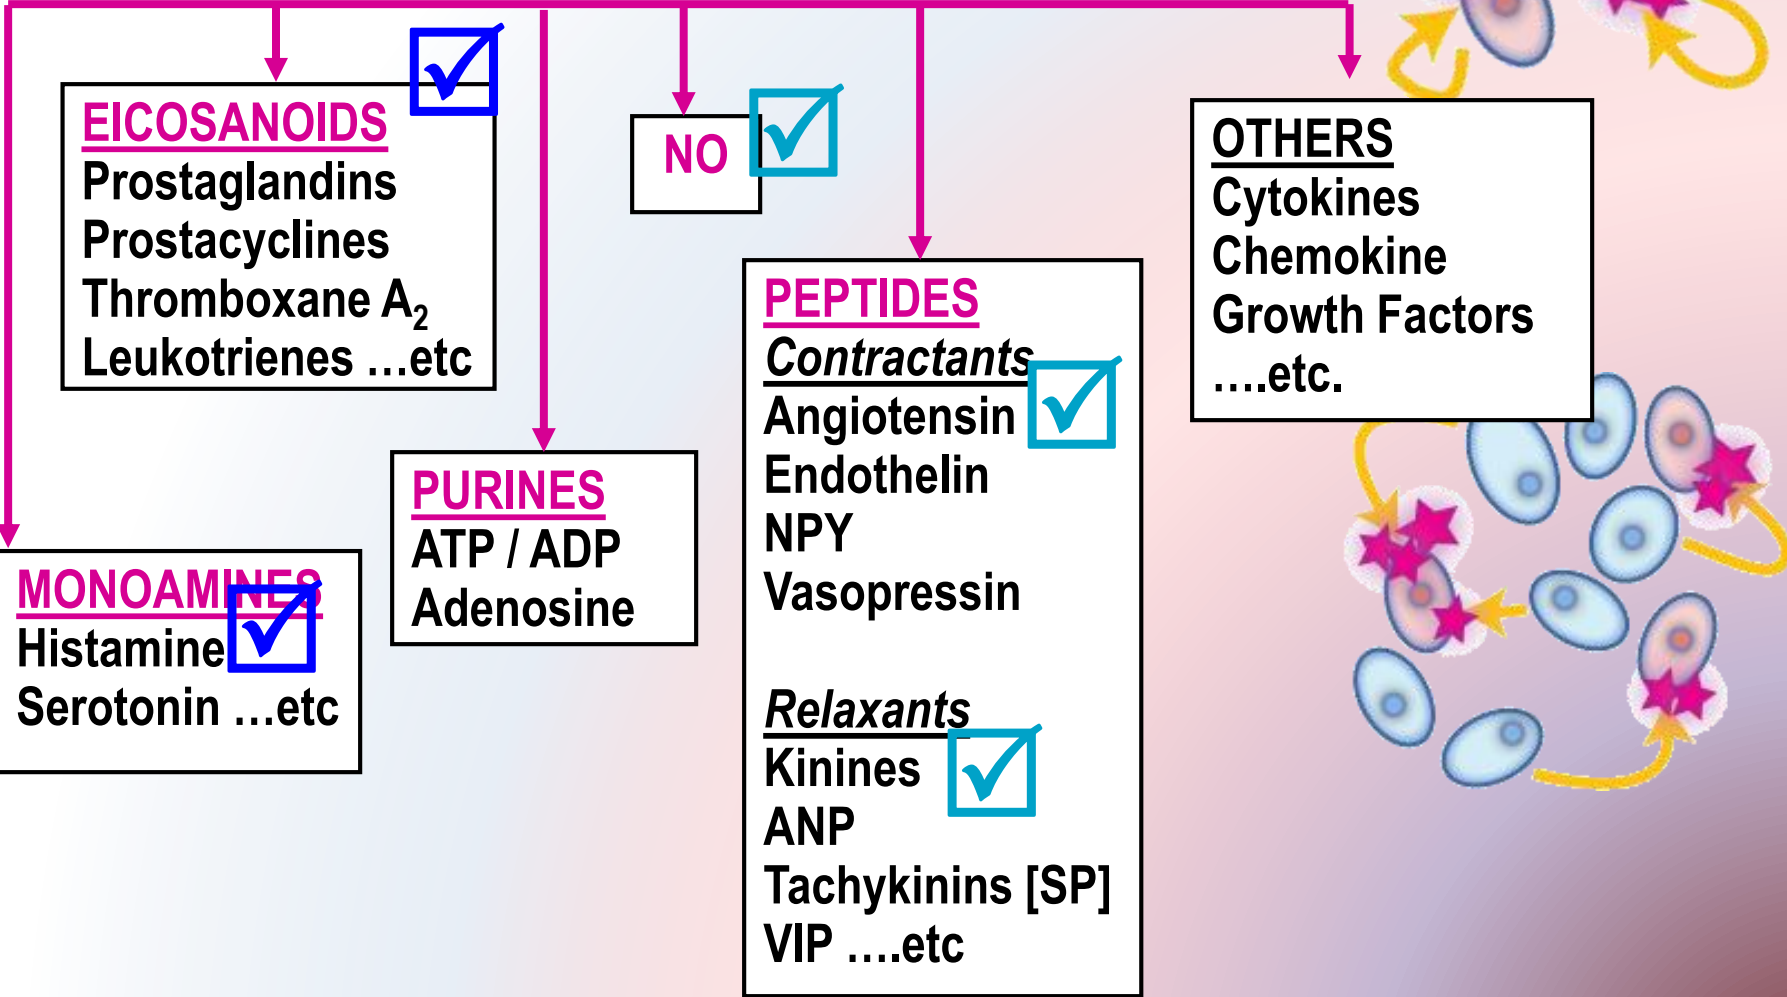 EICOSANOIDS
Prostaglandins
Prostacyclines
Thromboxane A₂
Leukotrienes ...etc
NO
OTHERS
Cytokines
Chemokine
Growth Factors
....etc.
PEPTIDES
Contractants
Angiotensin
Endothelin
NPY
Vasopressin
Relaxants
Kinines
ANP
Tachykinins [SP]
VIP ....etc
PURINES
ATP / ADP
Adenosine
MONOAMINES
Histamine
Serotonin ...etc